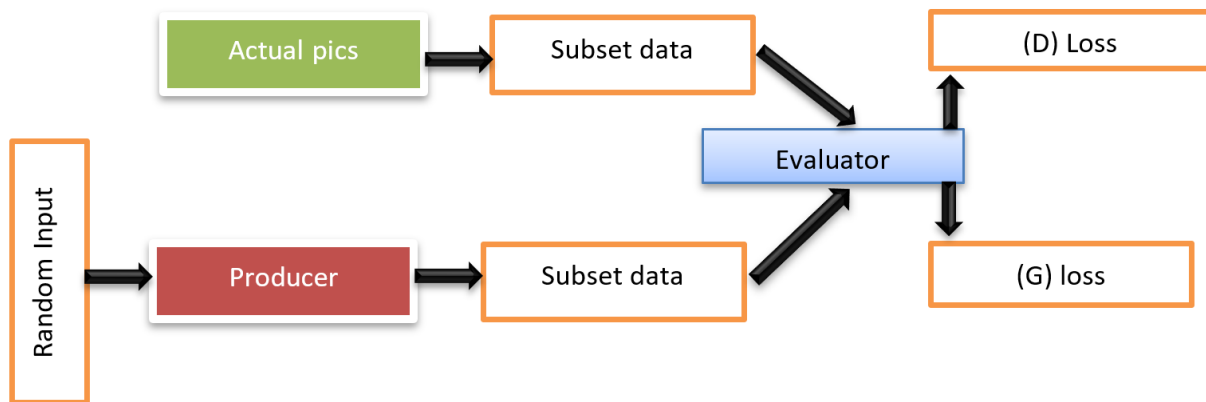 Actual pics
Subset data
(D) Loss
Evaluator
Random Input
Producer
Subset data
(G) loss